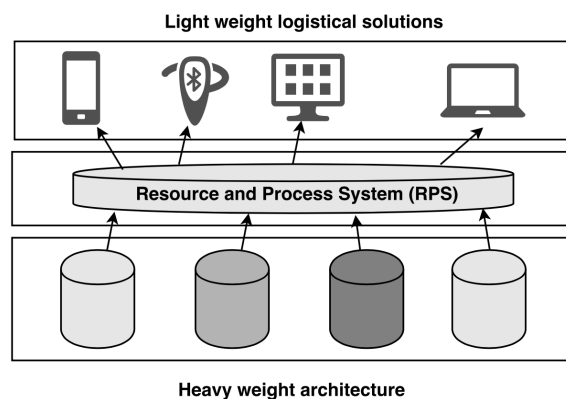 Light weight logistical solutions
Resource and Process System (RPS)
Heavy weight architecture